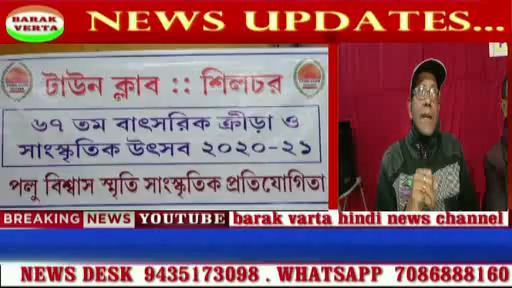 BARAK
VERTA
NEWS UPDATES...
টাউন ক্লাব :: শিলচর
৬৭ তম বাৎসরিক ক্রীড়া ও
সাংস্কৃতিক উৎসব ২০২০-২১
পলু বিশ্বাস স্মৃতি সাংস্কৃতিক প্রতিযোগিতা
BREAKING NEWS YOUTUBE barak varta hindi news channel
NEWS DESK 9435173098 . WHATSAPP 7086888160